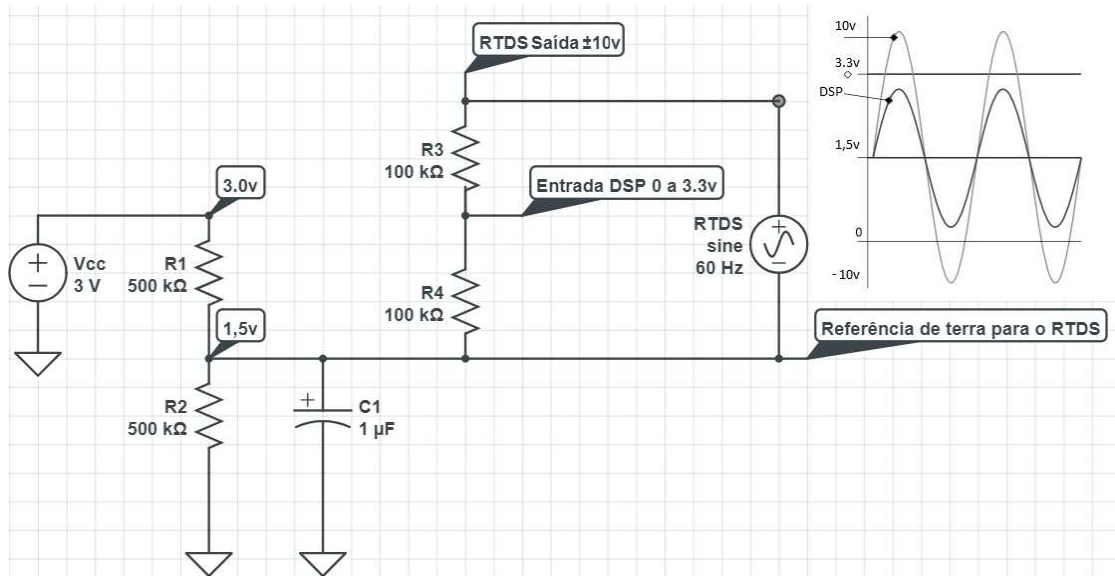 RTDS Saída ±10v
R3
100 kΩ
Entrada DSP 0 a 3.3v
3.0v
Vcc
3 V
R1
500 kΩ
RTDS
sine
60 Hz
R4
100 kΩ
1,5v
Referência de terra para o RTDS
R2
500 kΩ
C1
1 µF
10v
3.3v
DSP
1,5v
0
- 10v